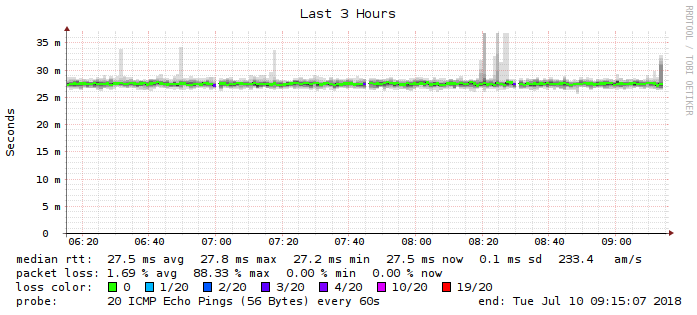 Last 3 Hours
RRDTOOL / TOBI OETIKER
Seconds
35 m
30 m
25 m
20 m
15 m
10 m
5 m
0
06:20 06:40 07:00 07:20 07:40 08:00 08:20 08:40 09:00
median rtt: 27.5 ms avg 27.8 ms max 27.2 ms min 27.5 ms now 0.1 ms sd 233.4 am/s
packet loss: 1.69 % avg 88.33 % max 0.00 % min 0.00 % now
loss color: 0 1/20 2/20 3/20 4/20 10/20 19/20
probe: 20 ICMP Echo Pings (56 Bytes) every 60s end: Tue Jul 10 09:15:07 2018